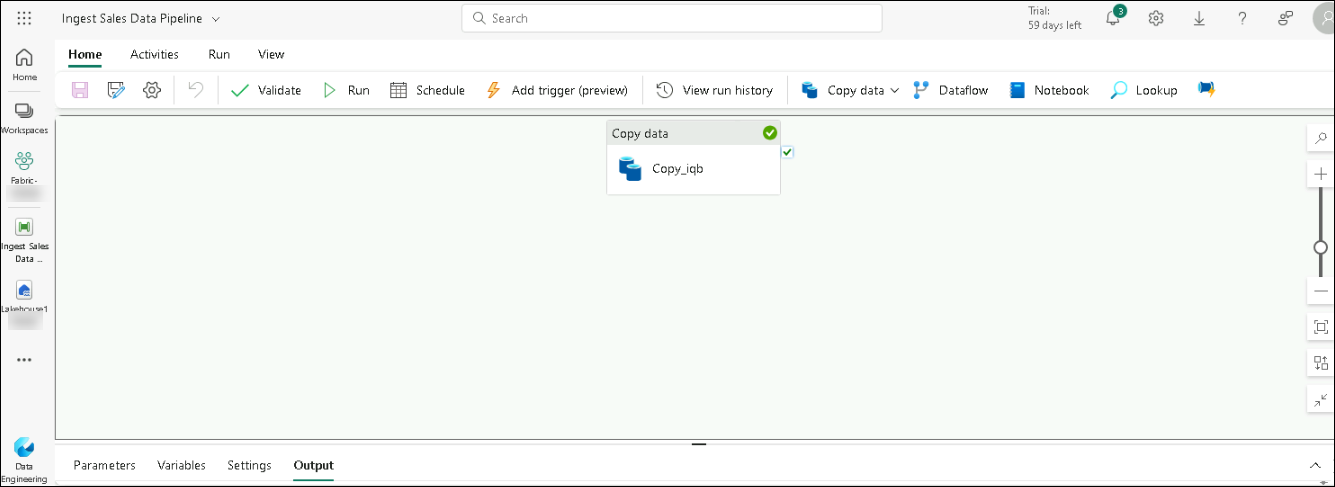 Ingest Sales Data Pipeline
Search
Trial:
59 days left
3
Home
Activities
Run
View
Validate
Run
Schedule
Add trigger (preview)
View run history
Copy data
Dataflow
Notebook
Lookup
Home
Workspaces
Fabric-
Ingest Sales
Data ...
Lakehouse1
Data
Engineering
Copy data
Copy_iqb
Parameters
Variables
Settings
Output